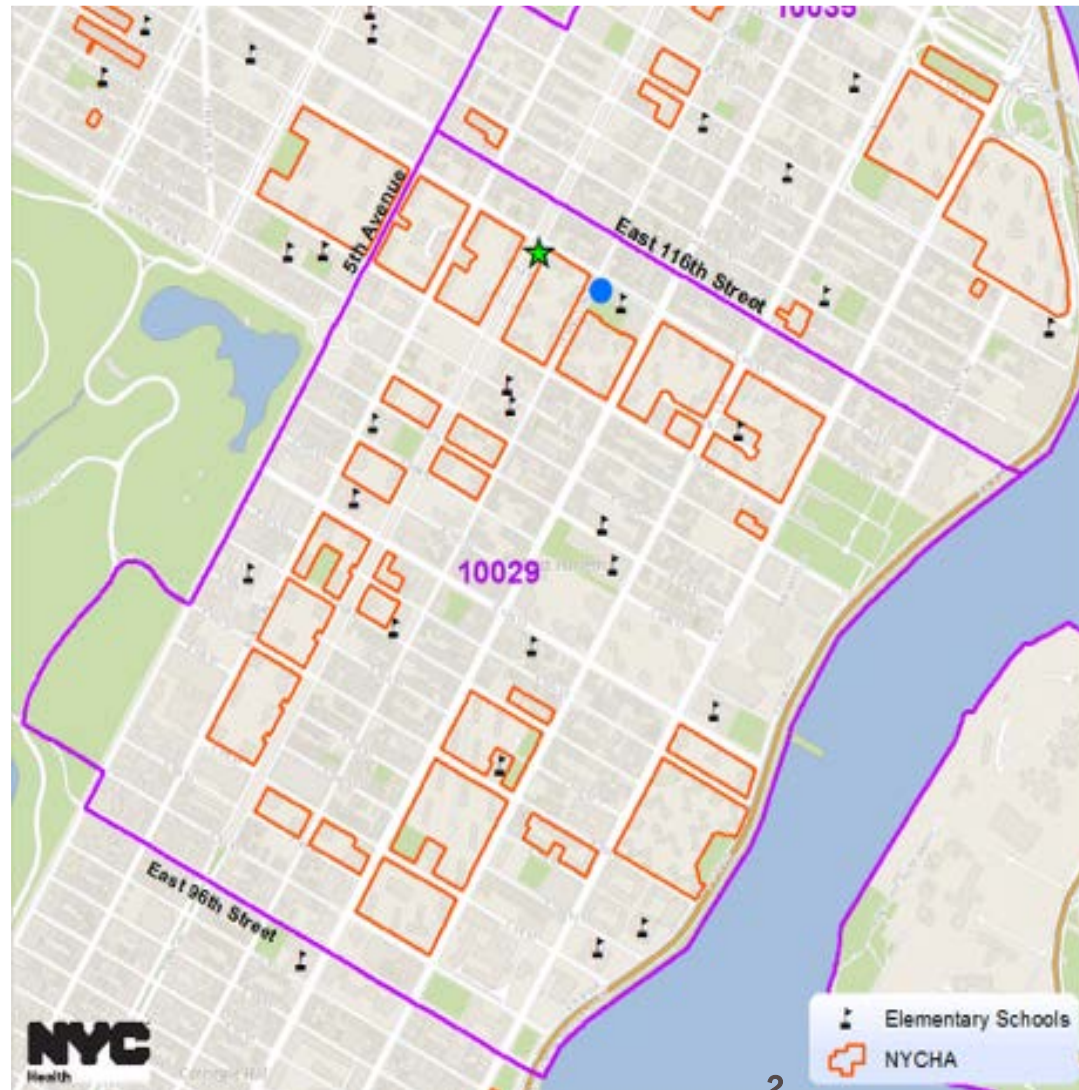 10035
5th Avenue
East 116th Street
10029
East 96th Street
NYC
Health
Elementary Schools
NYCHA
2